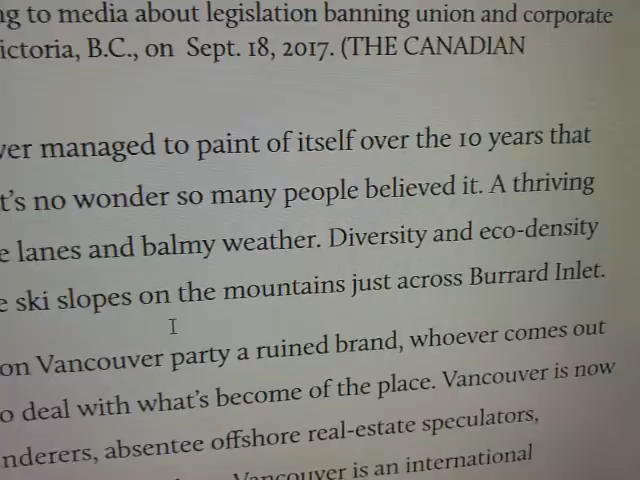 to media about legislation banning union and corporate
ictoria, B.C., on Sept. 18, 2017. (THE CANADIAN
ver managed to paint of itself over the 10 years that
t's no wonder so many people believed it. A thriving
e lanes and balmy weather. Diversity and eco-density
e ski slopes on the mountains just across Burrard Inlet.
on Vancouver party a ruined brand, whoever comes out
o deal with what's become of the place. Vancouver is now
nderers, absentee offshore real-estate speculators,
Vancouver is an international